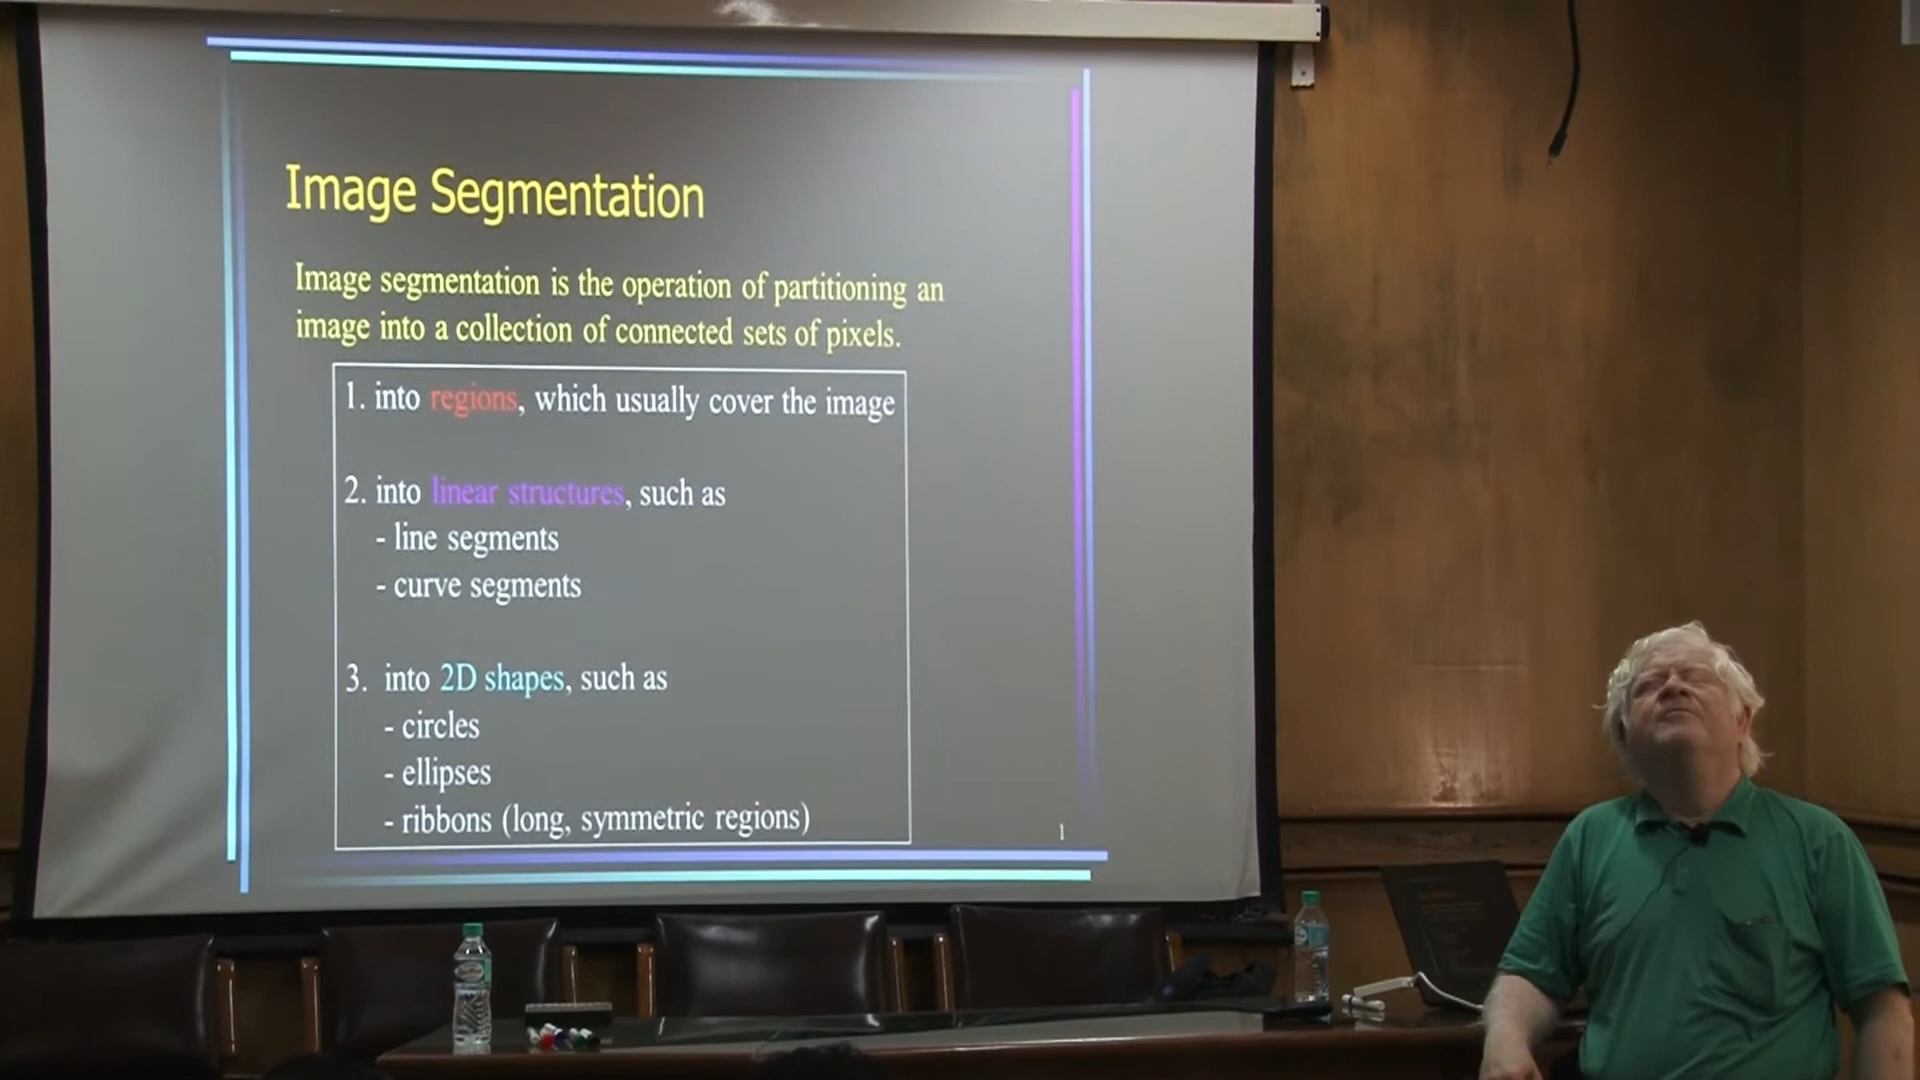 Image Segmentation
Image segmentation is the operation of partitioning an
image into a collection of connected sets of pixels.
1. into regions, which usually cover the image
2. into linear structures, such as
- line segments
- curve segments
3. into 2D shapes, such as
- circles
- ellipses
- ribbons (long, symmetric regions)
1